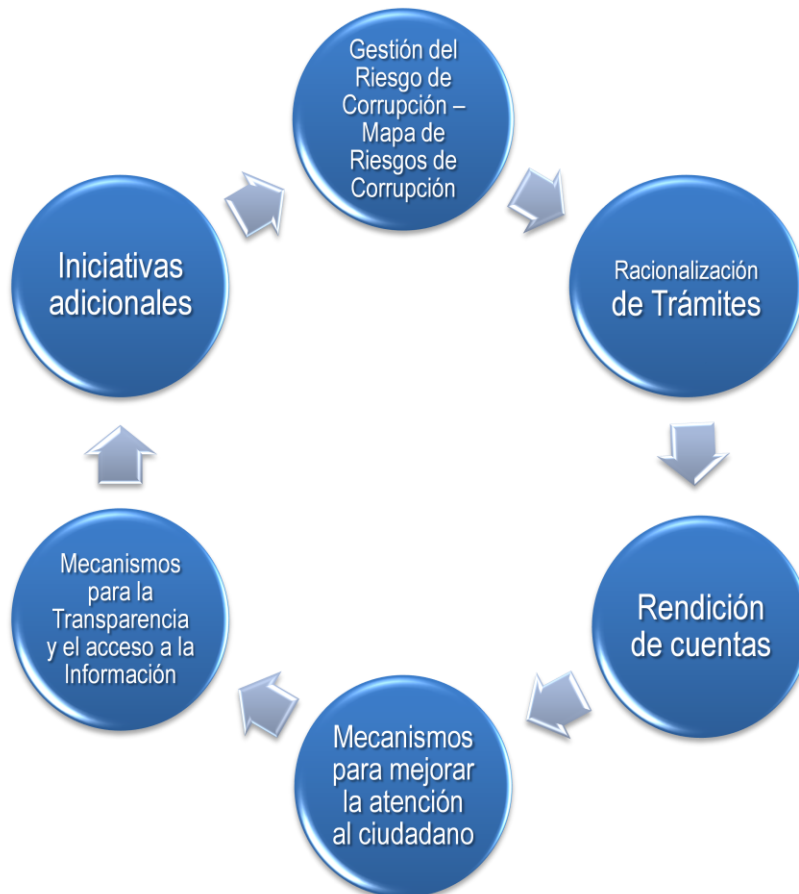 Gestión del
Riesgo de
Corrupción –
Mapa de
Riesgos de
Corrupción
Racionalización
de Trámites
Rendición
de cuentas
Mecanismos
para mejorar
la atención
al ciudadano
Mecanismos
para la
Transparencia
y el acceso a la
Información
Iniciativas
adicionales